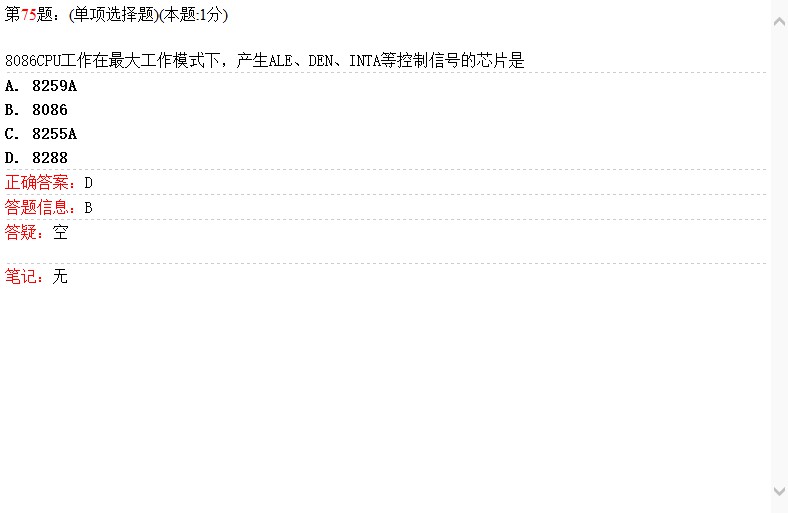 第75题：(单项选择题)(本题:1分)
8086CPU工作在最大工作模式下，产生ALE、DEN、INTA等控制信号的芯片是
A. 8259A
B. 8086
C. 8255A
D. 8288
正确答案：D
答题信息：B
答疑：空
笔记：无